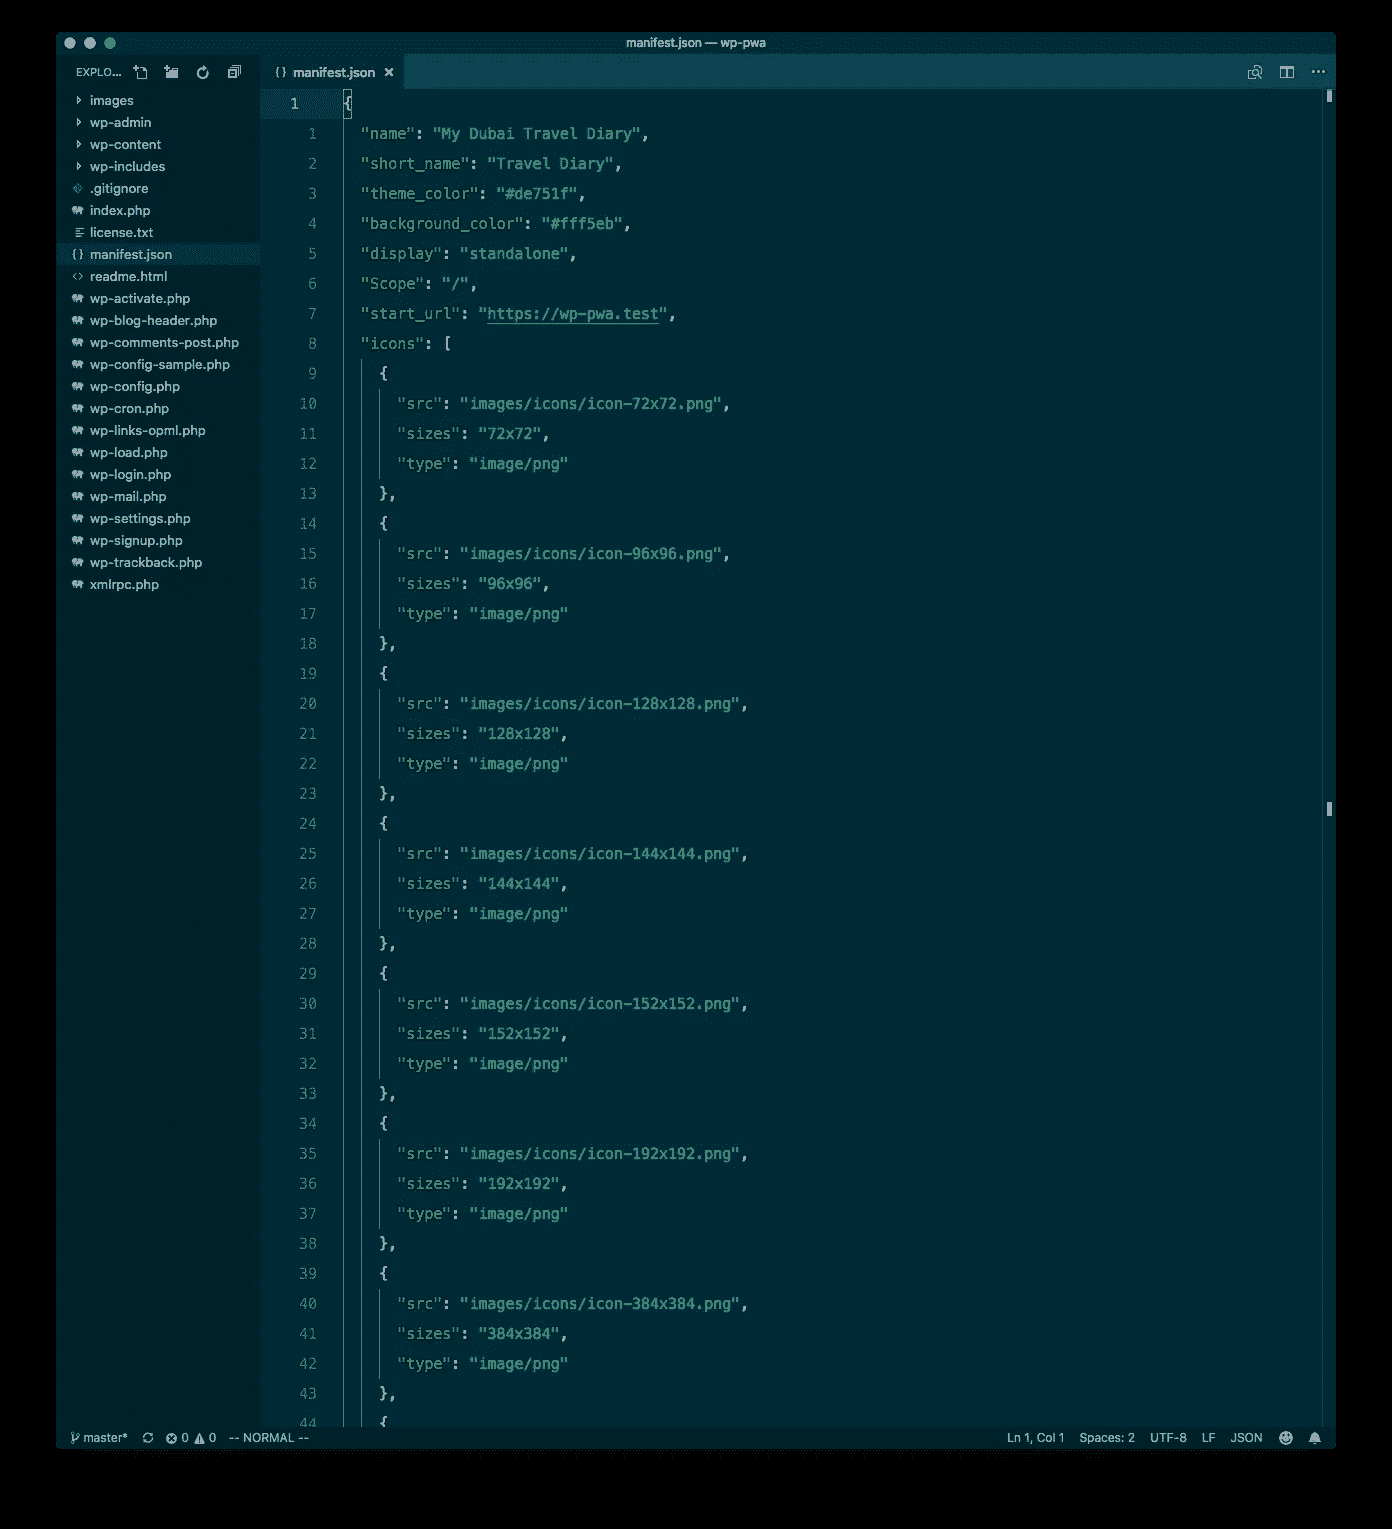 manifest.json — wp-pwa
EXPLO...
{} manifest.json ×
images
wp-admin
wp-content
wp-includes
.gitignore
index.php
license.txt
{} manifest.json
<> readme.html
wp-activate.php
wp-blog-header.php
wp-comments-post.php
wp-config-sample.php
wp-config.php
wp-cron.php
wp-links-opml.php
wp-load.php
wp-login.php
wp-mail.php
wp-settings.php
wp-signup.php
wp-trackback.php
xmlrpc.php
1 {
1 "name": "My Dubai Travel Diary",
2 "short_name": "Travel Diary",
3 "theme_color": "#de751f",
4 "background_color": "#fff5eb",
5 "display": "standalone",
6 "Scope": "/",
7 "start_url": "https://wp-pwa.test",
8 "icons": [
9 {
10 "src": "images/icons/icon-72x72.png",
11 "sizes": "72x72",
12 "type": "image/png"
13 },
14 {
15 "src": "images/icons/icon-96x96.png",
16 "sizes": "96x96",
17 "type": "image/png"
18 },
19 {
20 "src": "images/icons/icon-128x128.png",
21 "sizes": "128x128",
22 "type": "image/png"
23 },
24 {
25 "src": "images/icons/icon-144x144.png",
26 "sizes": "144x144",
27 "type": "image/png"
28 },
29 {
30 "src": "images/icons/icon-152x152.png",
31 "sizes": "152x152",
32 "type": "image/png"
33 },
34 {
35 "src": "images/icons/icon-192x192.png",
36 "sizes": "192x192",
37 "type": "image/png"
38 },
39 {
40 "src": "images/icons/icon-384x384.png",
41 "sizes": "384x384",
42 "type": "image/png"
43 },
44 {
master* 0 0 -- NORMAL -- Ln 1, Col 1 Spaces: 2 UTF-8 LF JSON